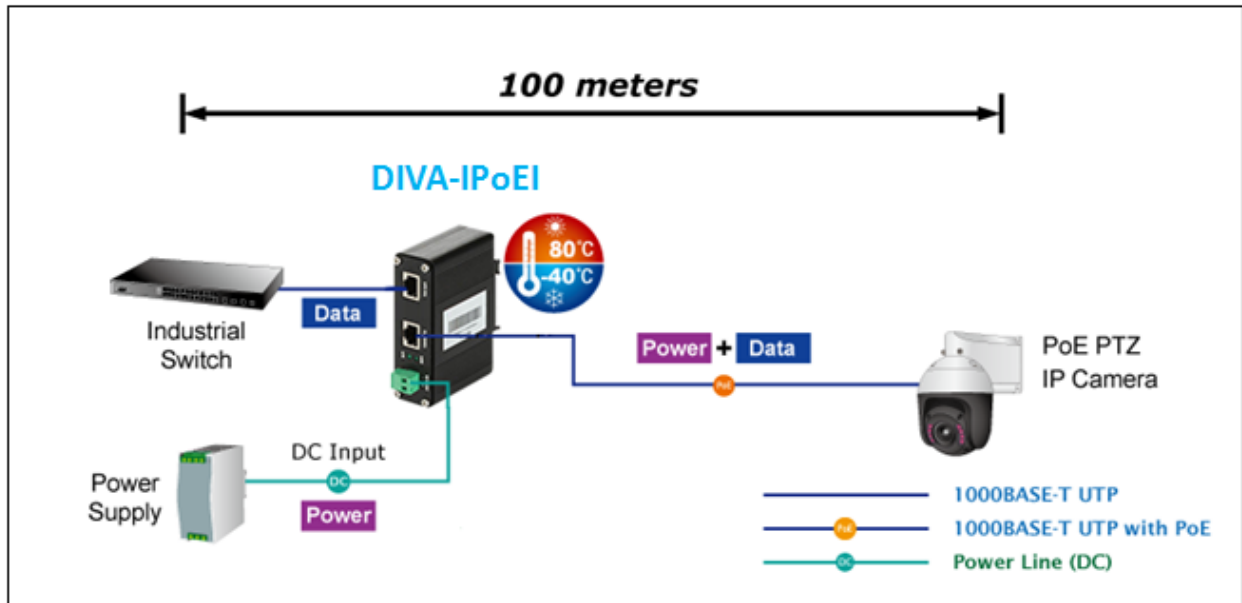 100 meters
DIVA-IPoEI
80°C
-40°C
Data
Industrial
Switch
Power + Data
PoE
PoE PTZ
IP Camera
DC Input
DC
Power
Power
Supply
1000BASE-T UTP
PoE
1000BASE-T UTP with PoE
DC
Power Line (DC)